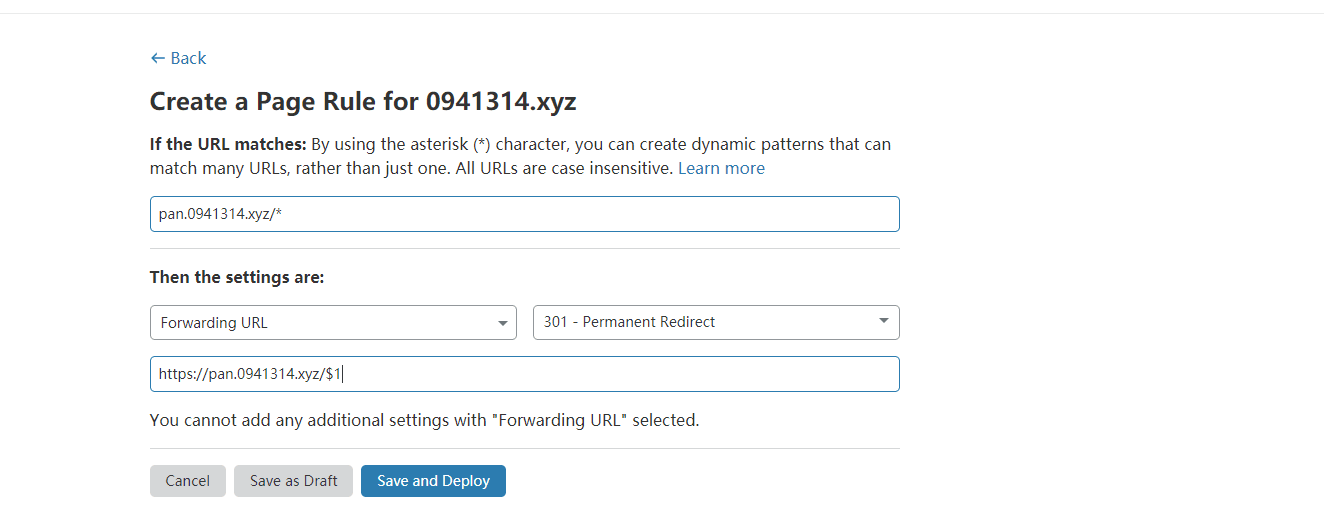 ← Back
Create a Page Rule for 0941314.xyz
If the URL matches: By using the asterisk (*) character, you can create dynamic patterns that can
match many URLs, rather than just one. All URLs are case insensitive. Learn more
pan.0941314.xyz/*
Then the settings are:
Forwarding URL 301 - Permanent Redirect
https://pan.0941314.xyz/$1
You cannot add any additional settings with "Forwarding URL" selected.
Cancel Save as Draft Save and Deploy